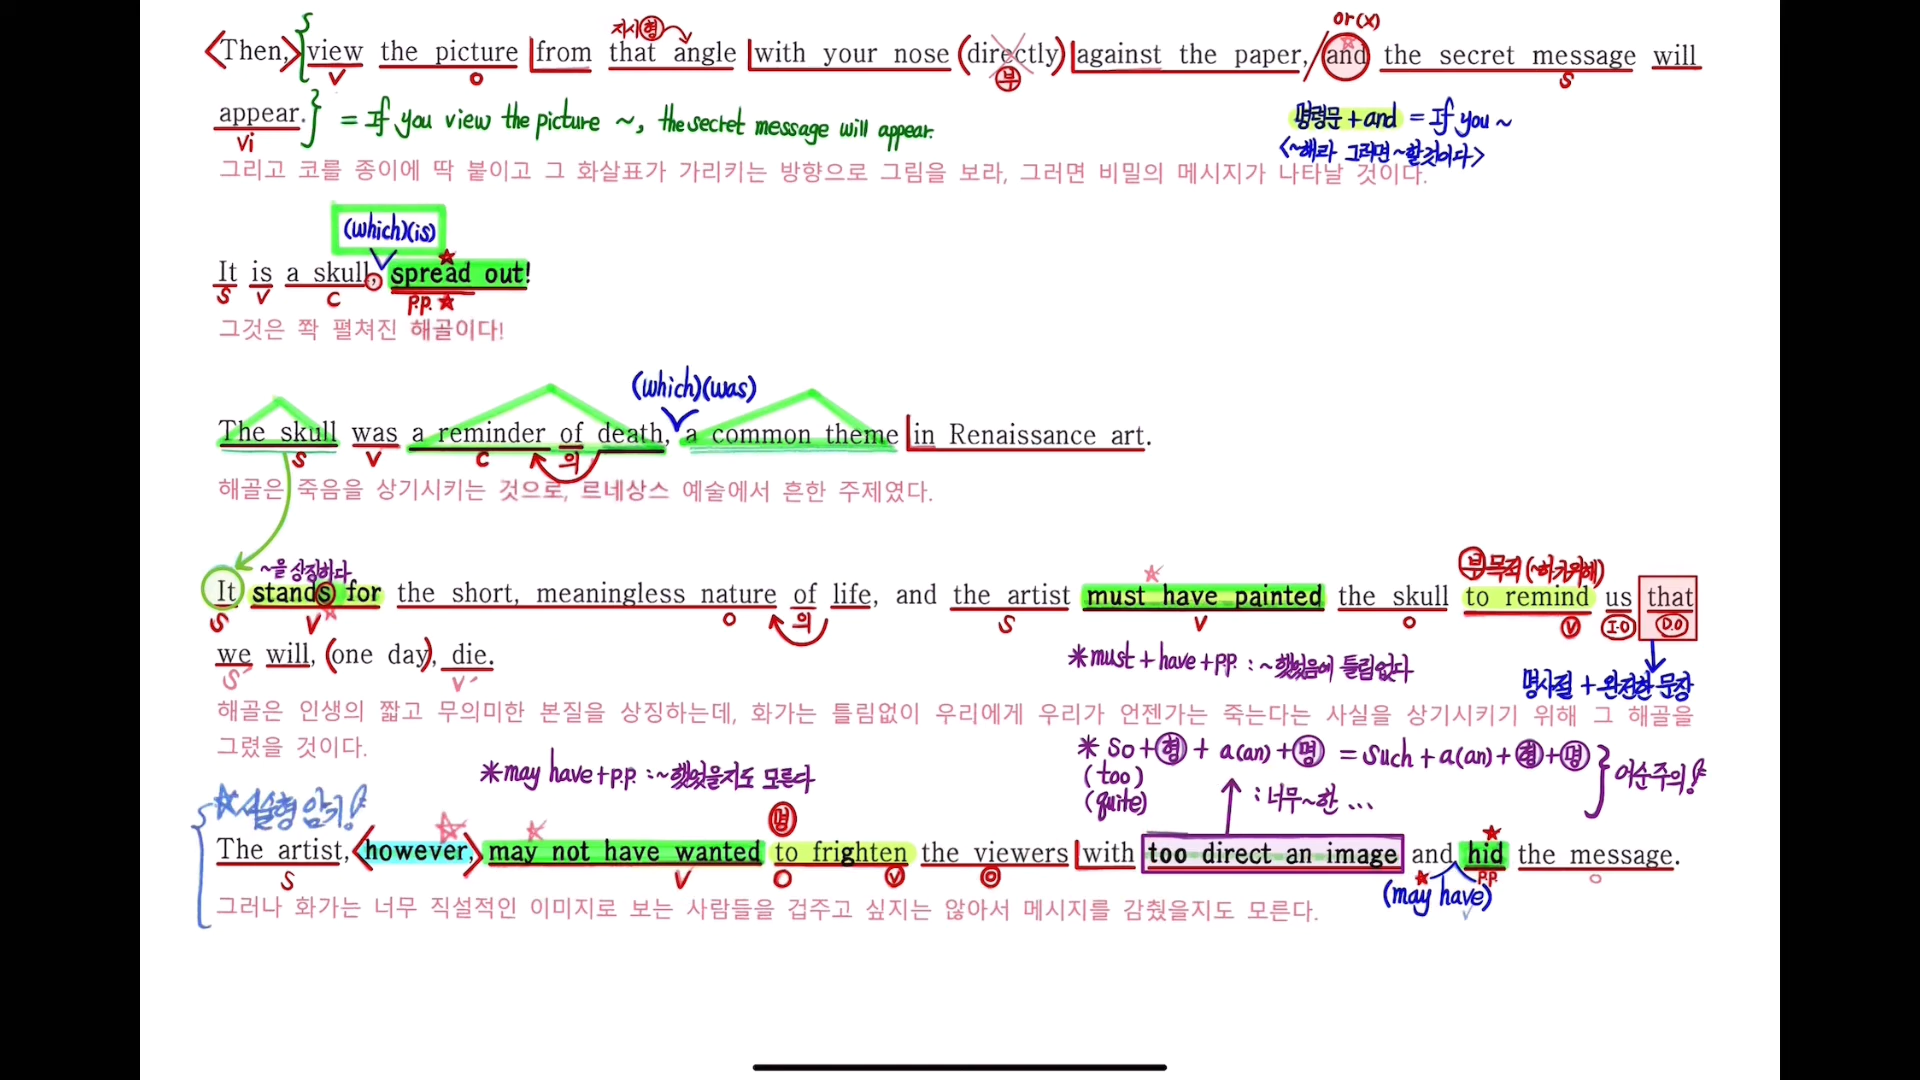 or(x)
지시형
Then, view the picture from that angle with your nose (directly) against the paper, / and the secret message will
V O 부 S
appear. = If you view the picture ~, the secret message will appear.
Vi
명령문 + and = If you ~
<~해라 그러면 ~할것이다>
그리고 코를 종이에 딱 붙이고 그 화살표가 가리키는 방향으로 그림을 보라, 그러면 비밀의 메시지가 나타날 것이다.
(which)(is)
It is a skull, spread out!
S V C P.P.
그것은 쫙 펼쳐진 해골이다!
(which)(was)
The skull was a reminder of death, a common theme in Renaissance art.
S V C 의
해골은 죽음을 상기시키는 것으로, 르네상스 예술에서 흔한 주제였다.
~을 상징하다
부 목적 (~하기위해)
It stands for the short, meaningless nature of life, and the artist must have painted the skull to remind us that
S V O 의 S V O V I.O D.O
we will, (one day), die.
S' V'
*must + have + p.p. : ~했었음에 틀림없다
명사절 + 완전한 문장
해골은 인생의 짧고 무의미한 본질을 상징하는데, 화가는 틀림없이 우리에게 우리가 언젠가는 죽는다는 사실을 상기시키기 위해 그 해골을
그렸을 것이다.
*may have + p.p. : ~했었을지도 모른다
* so + 형 + a(an) + 명 = such + a(an) + 형 + 명 어순주의!
(too)
(quite)
: 너무~한 ...
서술형 암기!
명
The artist, however, may not have wanted to frighten the viewers with too direct an image and hid the message.
S V O V O P.P. O
(may have)
그러나 화가는 너무 직설적인 이미지로 보는 사람들을 겁주고 싶지는 않아서 메시지를 감췄을지도 모른다.